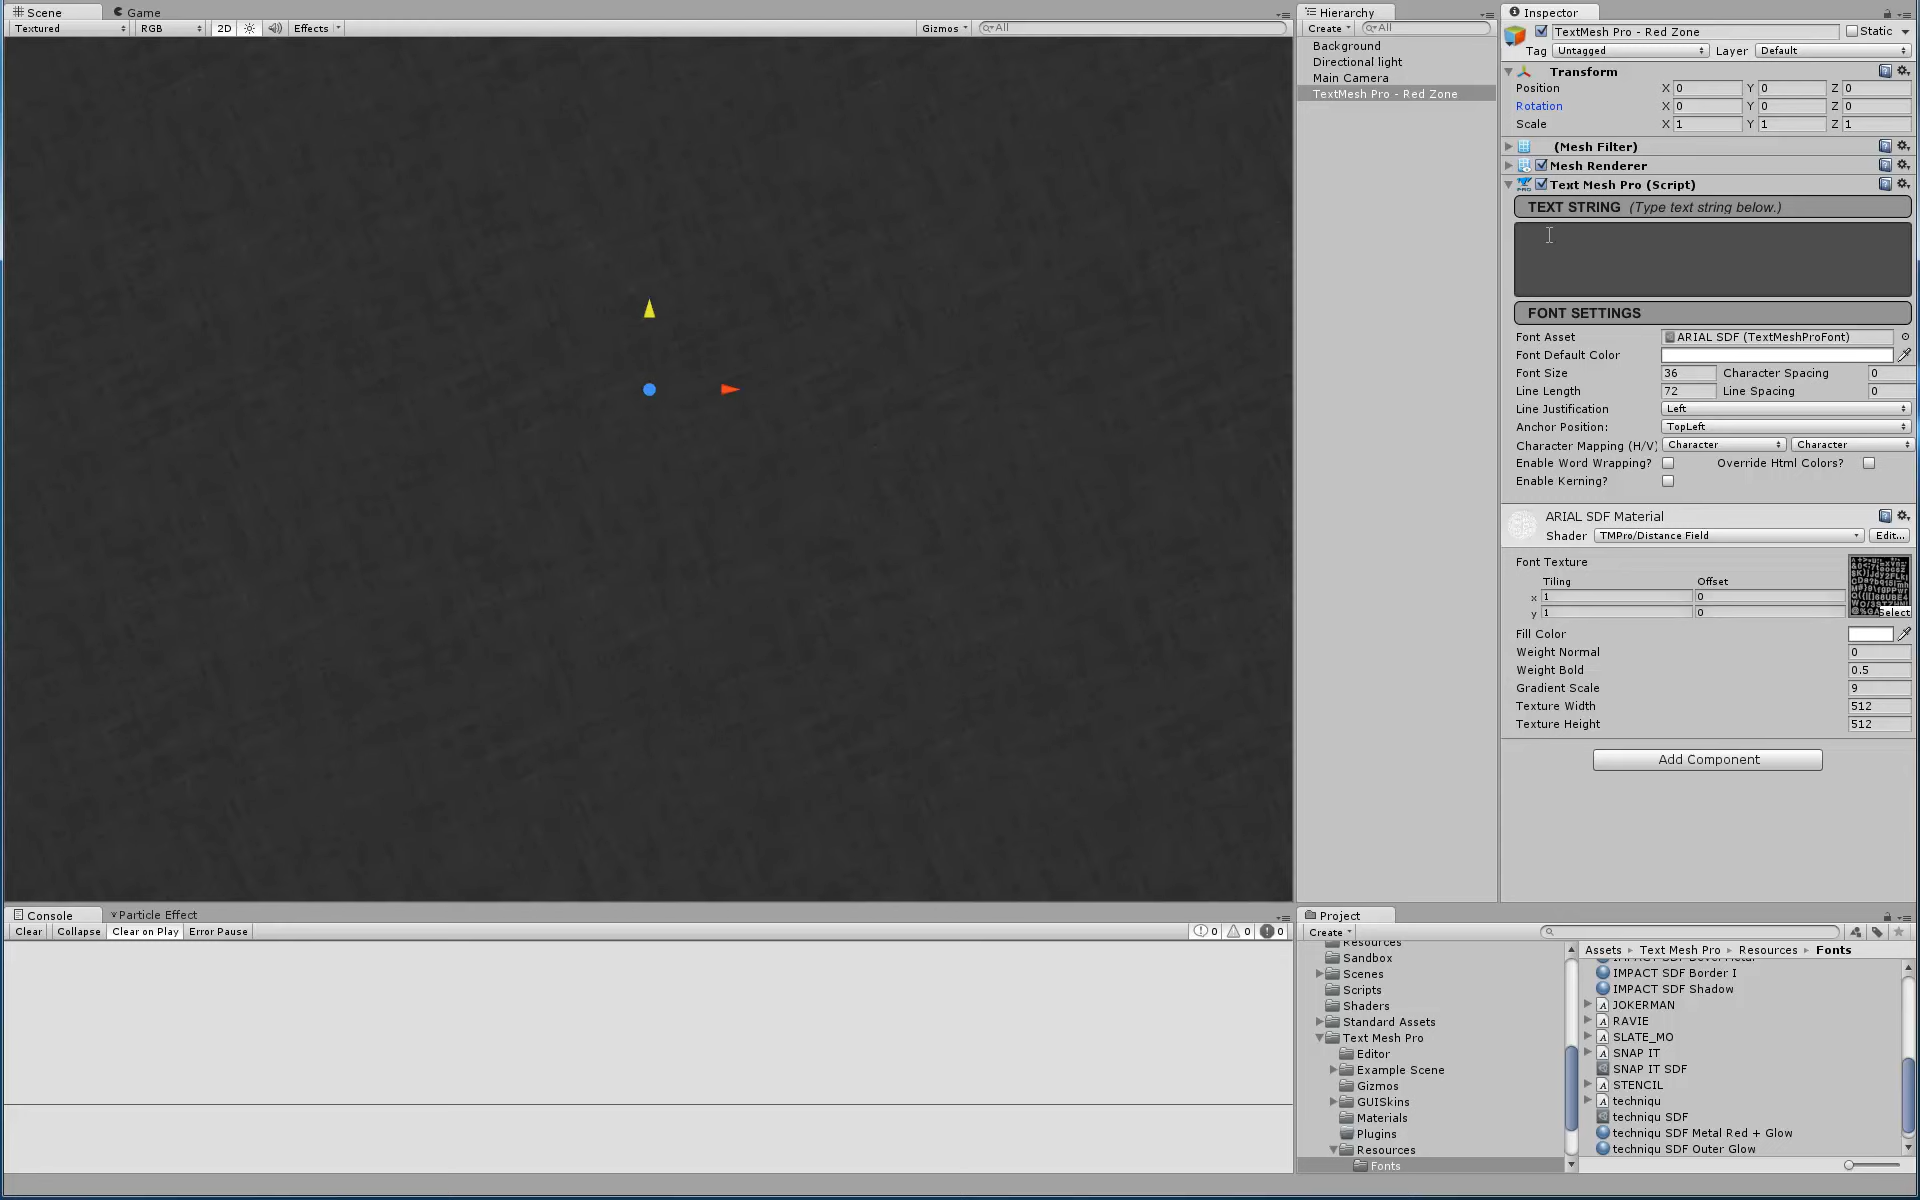 Scene
Game
Textured
RGB
2D
Effects
Gizmos
All
Hierarchy
Create
All
Background
Directional light
Main Camera
TextMesh Pro - Red Zone
Inspector
TextMesh Pro - Red Zone
Static
Tag Untagged Layer Default
Transform
Position X 0 Y 0 Z 0
Rotation X 0 Y 0 Z 0
Scale X 1 Y 1 Z 1
(Mesh Filter)
Mesh Renderer
Text Mesh Pro (Script)
TEXT STRING (Type text string below.)
FONT SETTINGS
Font Asset ARIAL SDF (TextMeshProFont)
Font Default Color
Font Size 36 Character Spacing 0
Line Length 72 Line Spacing 0
Line Justification Left
Anchor Position: TopLeft
Character Mapping (H/V) Character Character
Enable Word Wrapping? Override Html Colors?
Enable Kerning?
ARIAL SDF Material
Shader TMPro/Distance Field Edit...
Font Texture
Tiling Offset
x 1 0
y 1 0
Select
Fill Color
Weight Normal 0
Weight Bold 0.5
Gradient Scale 9
Texture Width 512
Texture Height 512
Add Component
Console
Particle Effect
Clear Collapse Clear on Play Error Pause
0 0 0
Project
Create
Resources
Sandbox
Scenes
Scripts
Shaders
Standard Assets
Text Mesh Pro
Editor
Example Scene
Gizmos
GUISkins
Materials
Plugins
Resources
Fonts
Assets Text Mesh Pro Resources Fonts
IMPACT SDF Bevel Metal
IMPACT SDF Border I
IMPACT SDF Shadow
JOKERMAN
RAVIE
SLATE_MO
SNAP IT
SNAP IT SDF
STENCIL
techniqu
techniqu SDF
techniqu SDF Metal Red + Glow
techniqu SDF Outer Glow